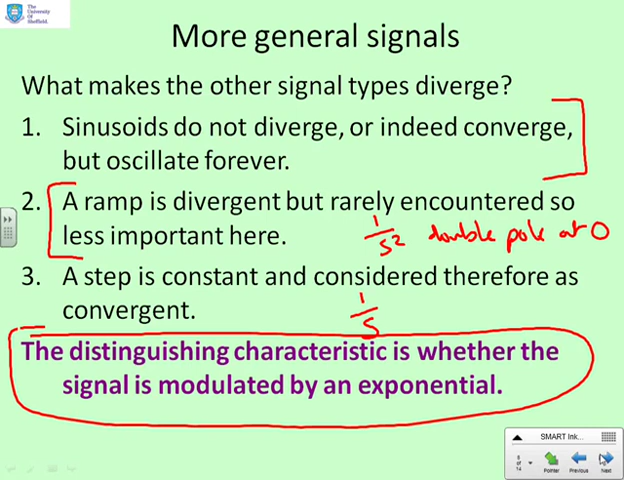 The
University
Of
Sheffield.
More general signals
What makes the other signal types diverge?
1. Sinusoids do not diverge, or indeed converge,
but oscillate forever.
2. A ramp is divergent but rarely encountered so
less important here.
1/s² double pole at 0
3. A step is constant and considered therefore as
convergent.
1/s
The distinguishing characteristic is whether the
signal is modulated by an exponential.
SMART Ink...
5
of
14
Pointer Previous Next